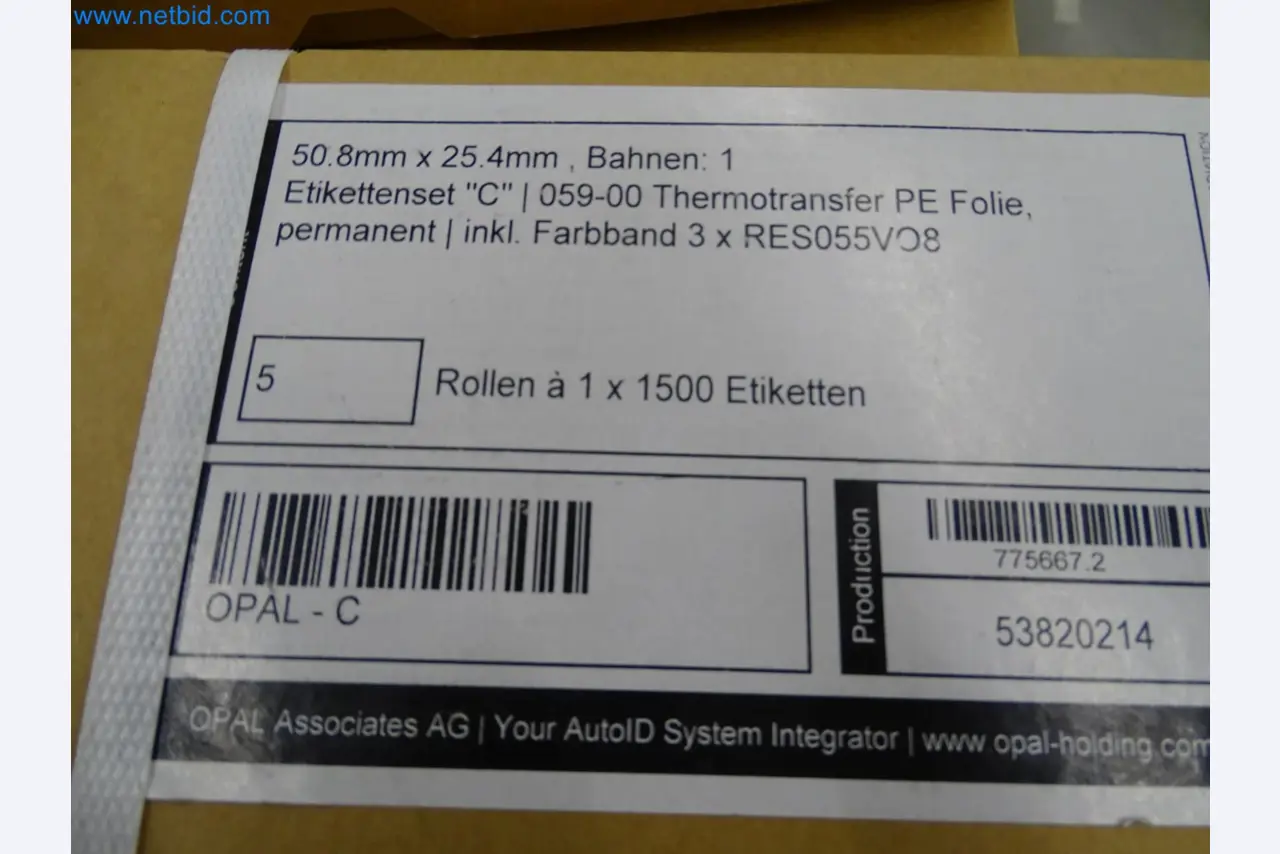 www.netbid.com
50.8mm x 25.4mm , Bahnen: 1
Etikettenset "C" | 059-00 Thermotransfer PE Folie,
permanent | inkl. Farbband 3 x RES055VO8
5 Rollen à 1 x 1500 Etiketten
OPAL - C
Production
775667.2
53820214
OPAL Associates AG | Your AutoID System Integrator | www opal-holding.com